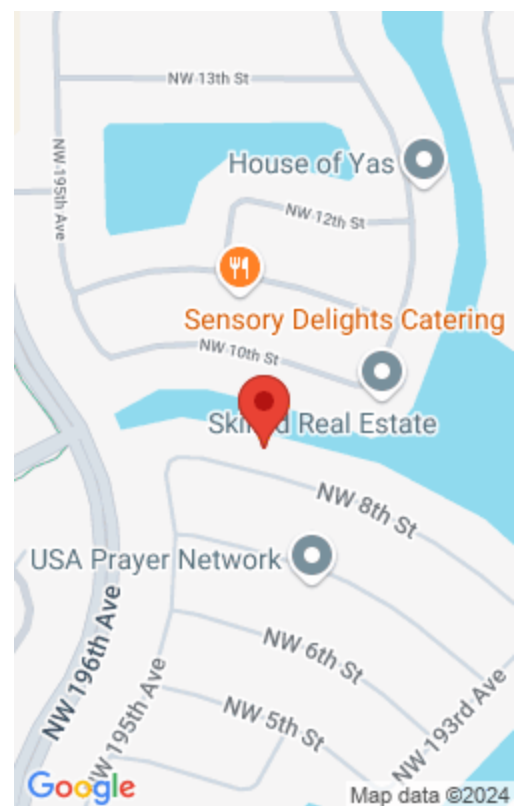 NW 13th St
NW 195th Ave
House of Yas
NW 12th St
Sensory Delights Catering
NW 10th St
Real Estate
NW 8th St
USA Prayer Network
NW 196th Ave
NW 6th St
NW 195th Ave
NW 5th St
NW 193rd Ave
Google
Map data ©2024